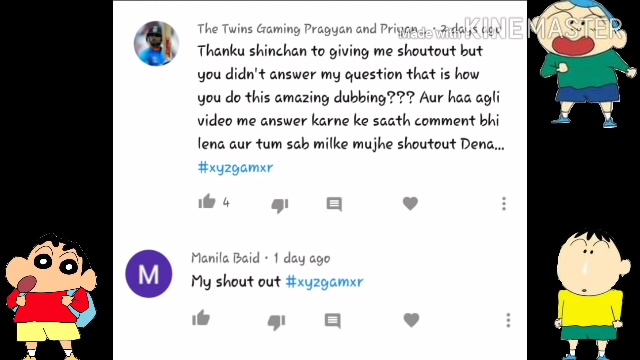 The Twins Gaming Pragyan and Priyan... · 2 days ago
Made with KINEMASTER
Thanku shinchan to giving me shoutout but
you didn't answer my question that is how
you do this amazing dubbing??? Aur haa agli
video me answer karne ke saath comment bhi
lena aur tum sab milke mujhe shoutout Dena...
#xyzgamxr
4
M
Manila Baid · 1 day ago
My shout out #xyzgamxr